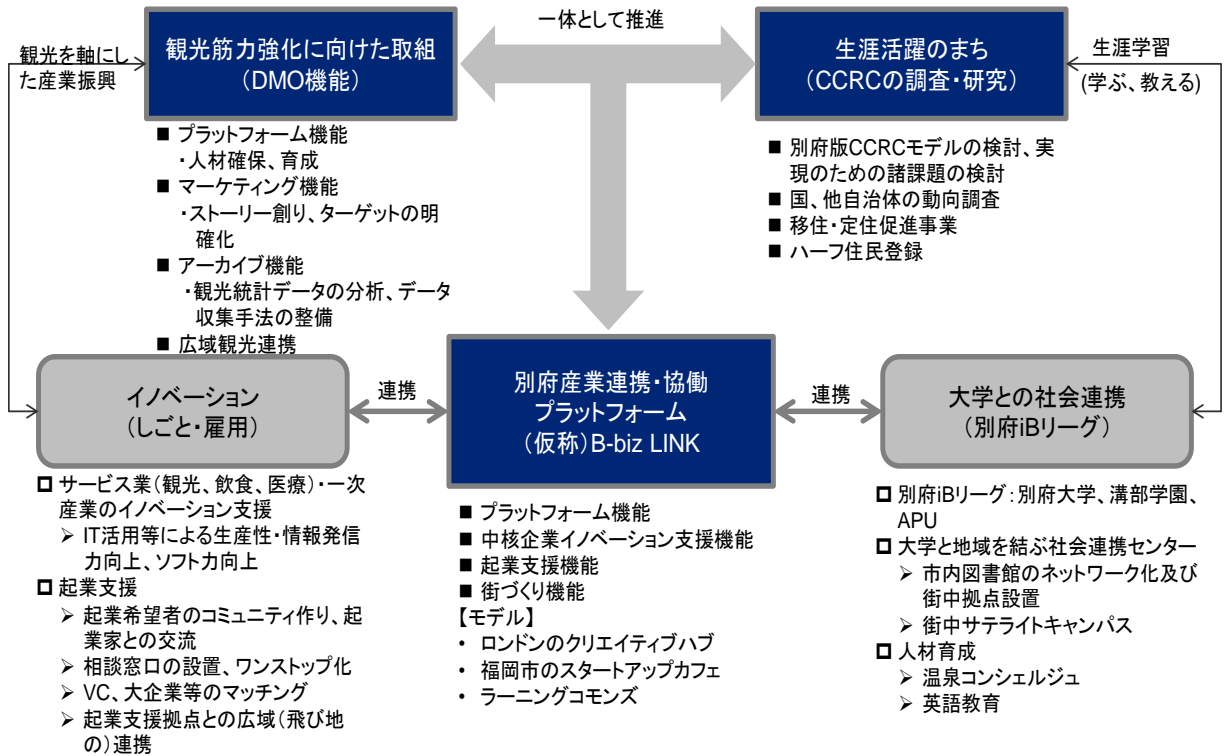 一体として推進
観光を軸にし
た産業振興
観光筋力強化に向けた取組
(DMO機能)
■ プラットフォーム機能
・人材確保、育成
■ マーケティング機能
・ストーリー創り、ターゲットの明
確化
■ アーカイブ機能
・観光統計データの分析、データ
収集手法の整備
■ 広域観光連携
生涯活躍のまち
(CCRCの調査・研究)
生涯学習
(学ぶ、教える)
■ 別府版CCRCモデルの検討、実
現のための諸課題の検討
■ 国、他自治体の動向調査
■ 移住・定住促進事業
■ ハーフ住民登録
イノベーション
(しごと・雇用)
連携
別府産業連携・協働
プラットフォーム
(仮称)B-biz LINK
連携
大学との社会連携
(別府iBリーグ)
サービス業(観光、飲食、医療)・一次
産業のイノベーション支援
➢ IT活用等による生産性・情報発信
力向上、ソフト力向上
起業支援
➢ 起業希望者のコミュニティ作り、起
業家との交流
➢ 相談窓口の設置、ワンストップ化
➢ VC、大企業等のマッチング
➢ 起業支援拠点との広域(飛び地
の)連携
■ プラットフォーム機能
■ 中核企業イノベーション支援機能
■ 起業支援機能
■ 街づくり機能
【モデル】
• ロンドンのクリエイティブハブ
• 福岡市のスタートアップカフェ
• ラーニングコモンズ
別府iBリーグ:別府大学、溝部学園、
APU
大学と地域を結ぶ社会連携センター
➢ 市内図書館のネットワーク化及び
街中拠点設置
➢ 街中サテライトキャンパス
人材育成
➢ 温泉コンシェルジュ
➢ 英語教育